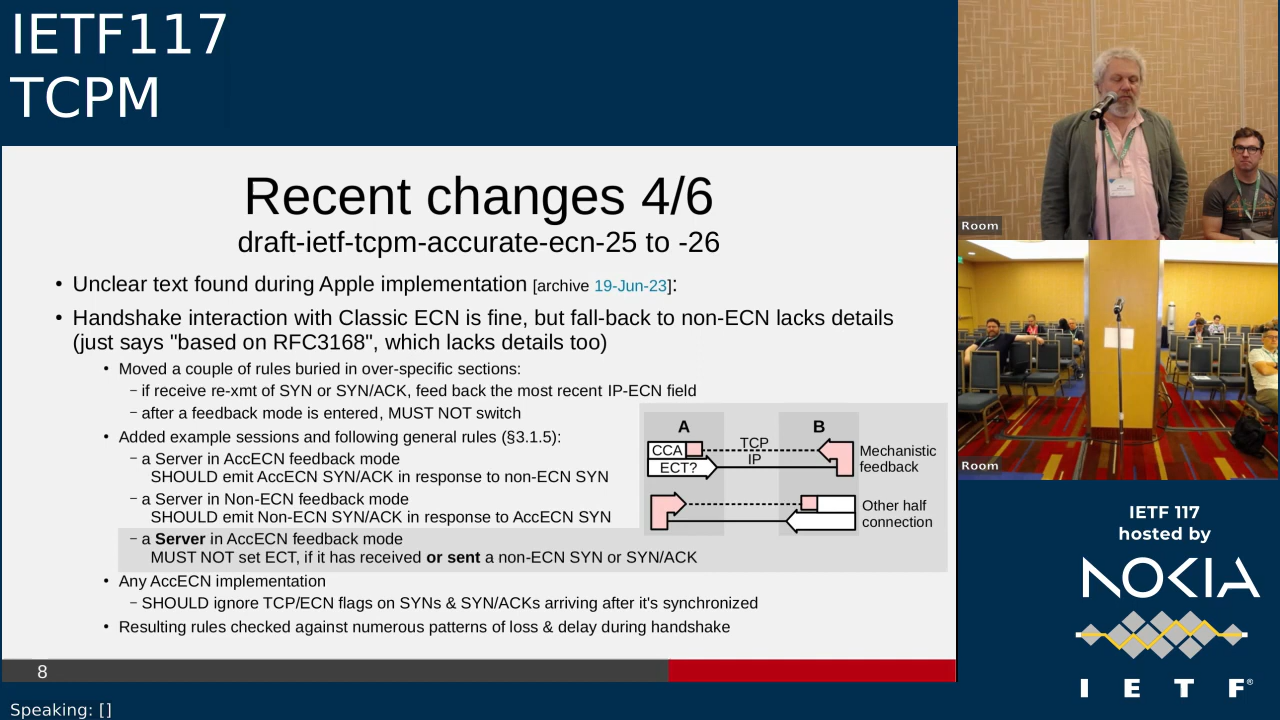 IETF117
TCPM
Recent changes 4/6
draft-ietf-tcpm-accurate-ecn-25 to -26
• Unclear text found during Apple implementation [archive 19-Jun-23]:
• Handshake interaction with Classic ECN is fine, but fall-back to non-ECN lacks details
(just says "based on RFC3168", which lacks details too)
• Moved a couple of rules buried in over-specific sections:
– if receive re-xmt of SYN or SYN/ACK, feed back the most recent IP-ECN field
– after a feedback mode is entered, MUST NOT switch
• Added example sessions and following general rules (§3.1.5):
– a Server in AccECN feedback mode
SHOULD emit AccECN SYN/ACK in response to non-ECN SYN
– a Server in Non-ECN feedback mode
SHOULD emit Non-ECN SYN/ACK in response to AccECN SYN
– a Server in AccECN feedback mode
MUST NOT set ECT, if it has received or sent a non-ECN SYN or SYN/ACK
• Any AccECN implementation
– SHOULD ignore TCP/ECN flags on SYNs & SYN/ACKs arriving after it's synchronized
• Resulting rules checked against numerous patterns of loss & delay during handshake
A B
CCA TCP
ECT? IP
Mechanistic
feedback
Other half
connection
8
Speaking: []
Room
Room
IETF 117
hosted by
NOKIA
I E T F®